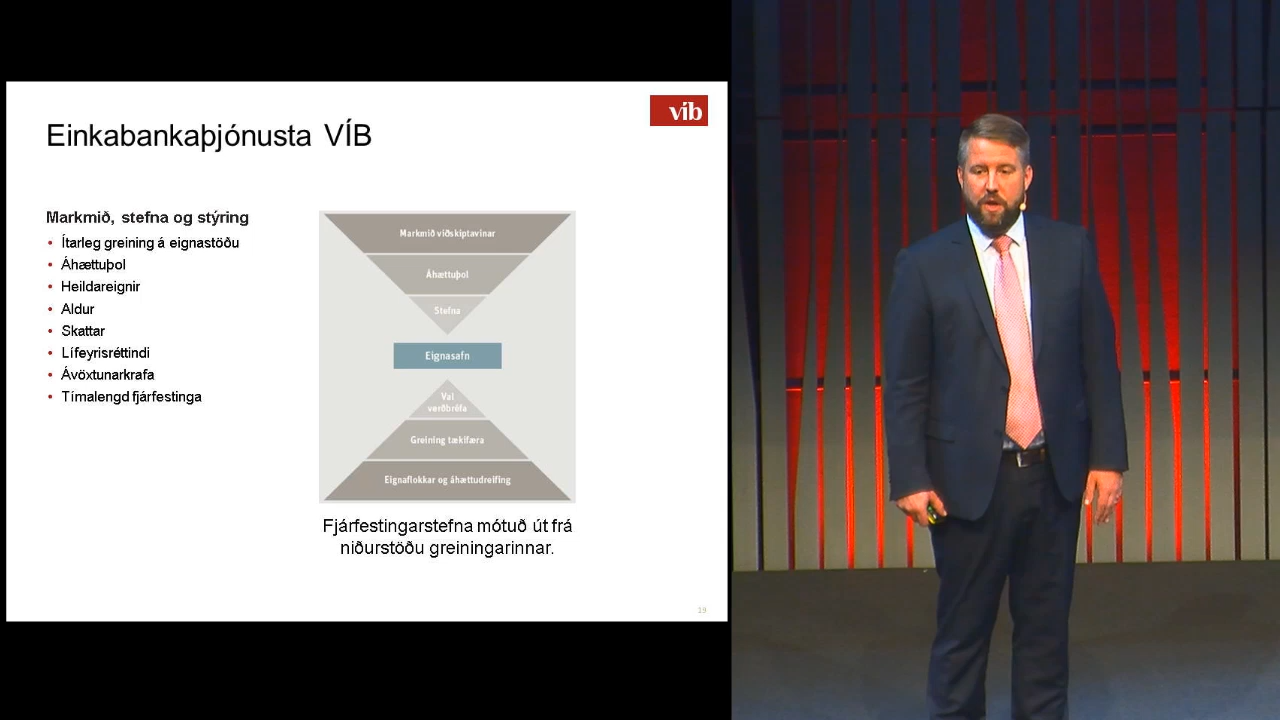 víb
Einkabankaþjónusta VÍB
Markmið, stefna og stýring
• Ítarleg greining á eignastöðu
• Áhættuþol
• Heildareignir
• Aldur
• Skattar
• Lífeyrisréttindi
• Ávöxtunarkrafa
• Tímalengd fjárfestinga
Markmið viðskiptavinar
Áhættuþol
Stefna
Eignasafn
Val
verðbréfa
Greining tækifæra
Eignaflokkar og áhættudreifing
Fjárfestingarstefna mótuð út frá
niðurstöðu greiningarinnar.
19